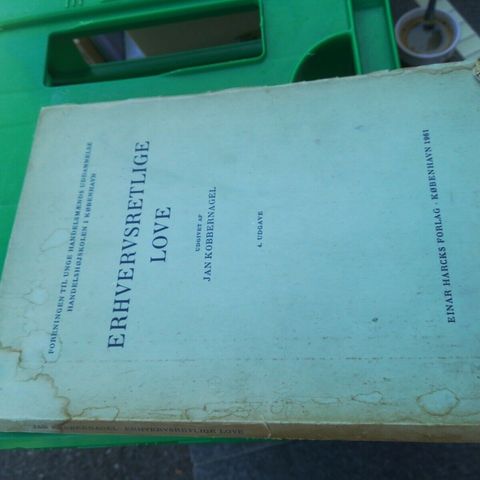 FORENINGEN TIL UNGE HANDELSMÆNDS UDDANNELSE
HANDELSHØJSKOLEN I KØBENHAVN
ERHVERVSRETLIGE
LOVE
UDGIVET AF
JAN KOBBERNAGEL
4. UDGAVE
EINAR HARCKS FORLAG · KØBENHAVN 1961
JAN KOBBERNAGEL ERHVERVSRETLIGE LOVE